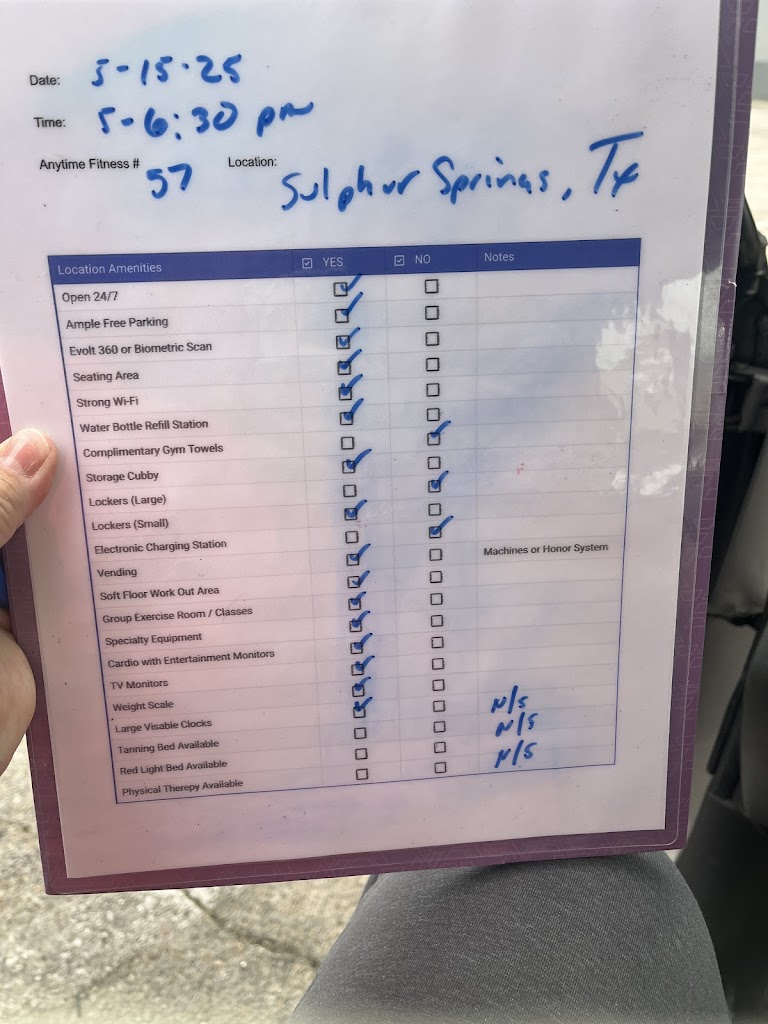 Date: 5-15-25
Time: 5-6:30 pm
Anytime Fitness # 57 Location: Sulphur Springs, Tx
Location Amenities ☑ YES ☑ NO Notes
Open 24/7 ☑ ☐
Ample Free Parking ☑ ☐
Evolt 360 or Biometric Scan ☑ ☐
Seating Area ☑ ☐
Strong Wi-Fi ☑ ☐
Water Bottle Refill Station ☑ ☐
Complimentary Gym Towels ☐ ☑
Storage Cubby ☑ ☐
Lockers (Large) ☐ ☑
Lockers (Small) ☑ ☐
Electronic Charging Station ☐ ☑
Vending ☑ ☐ Machines or Honor System
Soft Floor Work Out Area ☑ ☐
Group Exercise Room / Classes ☑ ☐
Specialty Equipment ☑ ☐
Cardio with Entertainment Monitors ☑ ☐
TV Monitors ☑ ☐
Weight Scale ☑ ☐
Large Visable Clocks ☑ ☐
Tanning Bed Available ☐ ☐ N/S
Red Light Bed Available ☐ ☐ N/S
Physical Therepy Available ☐ ☐ N/S